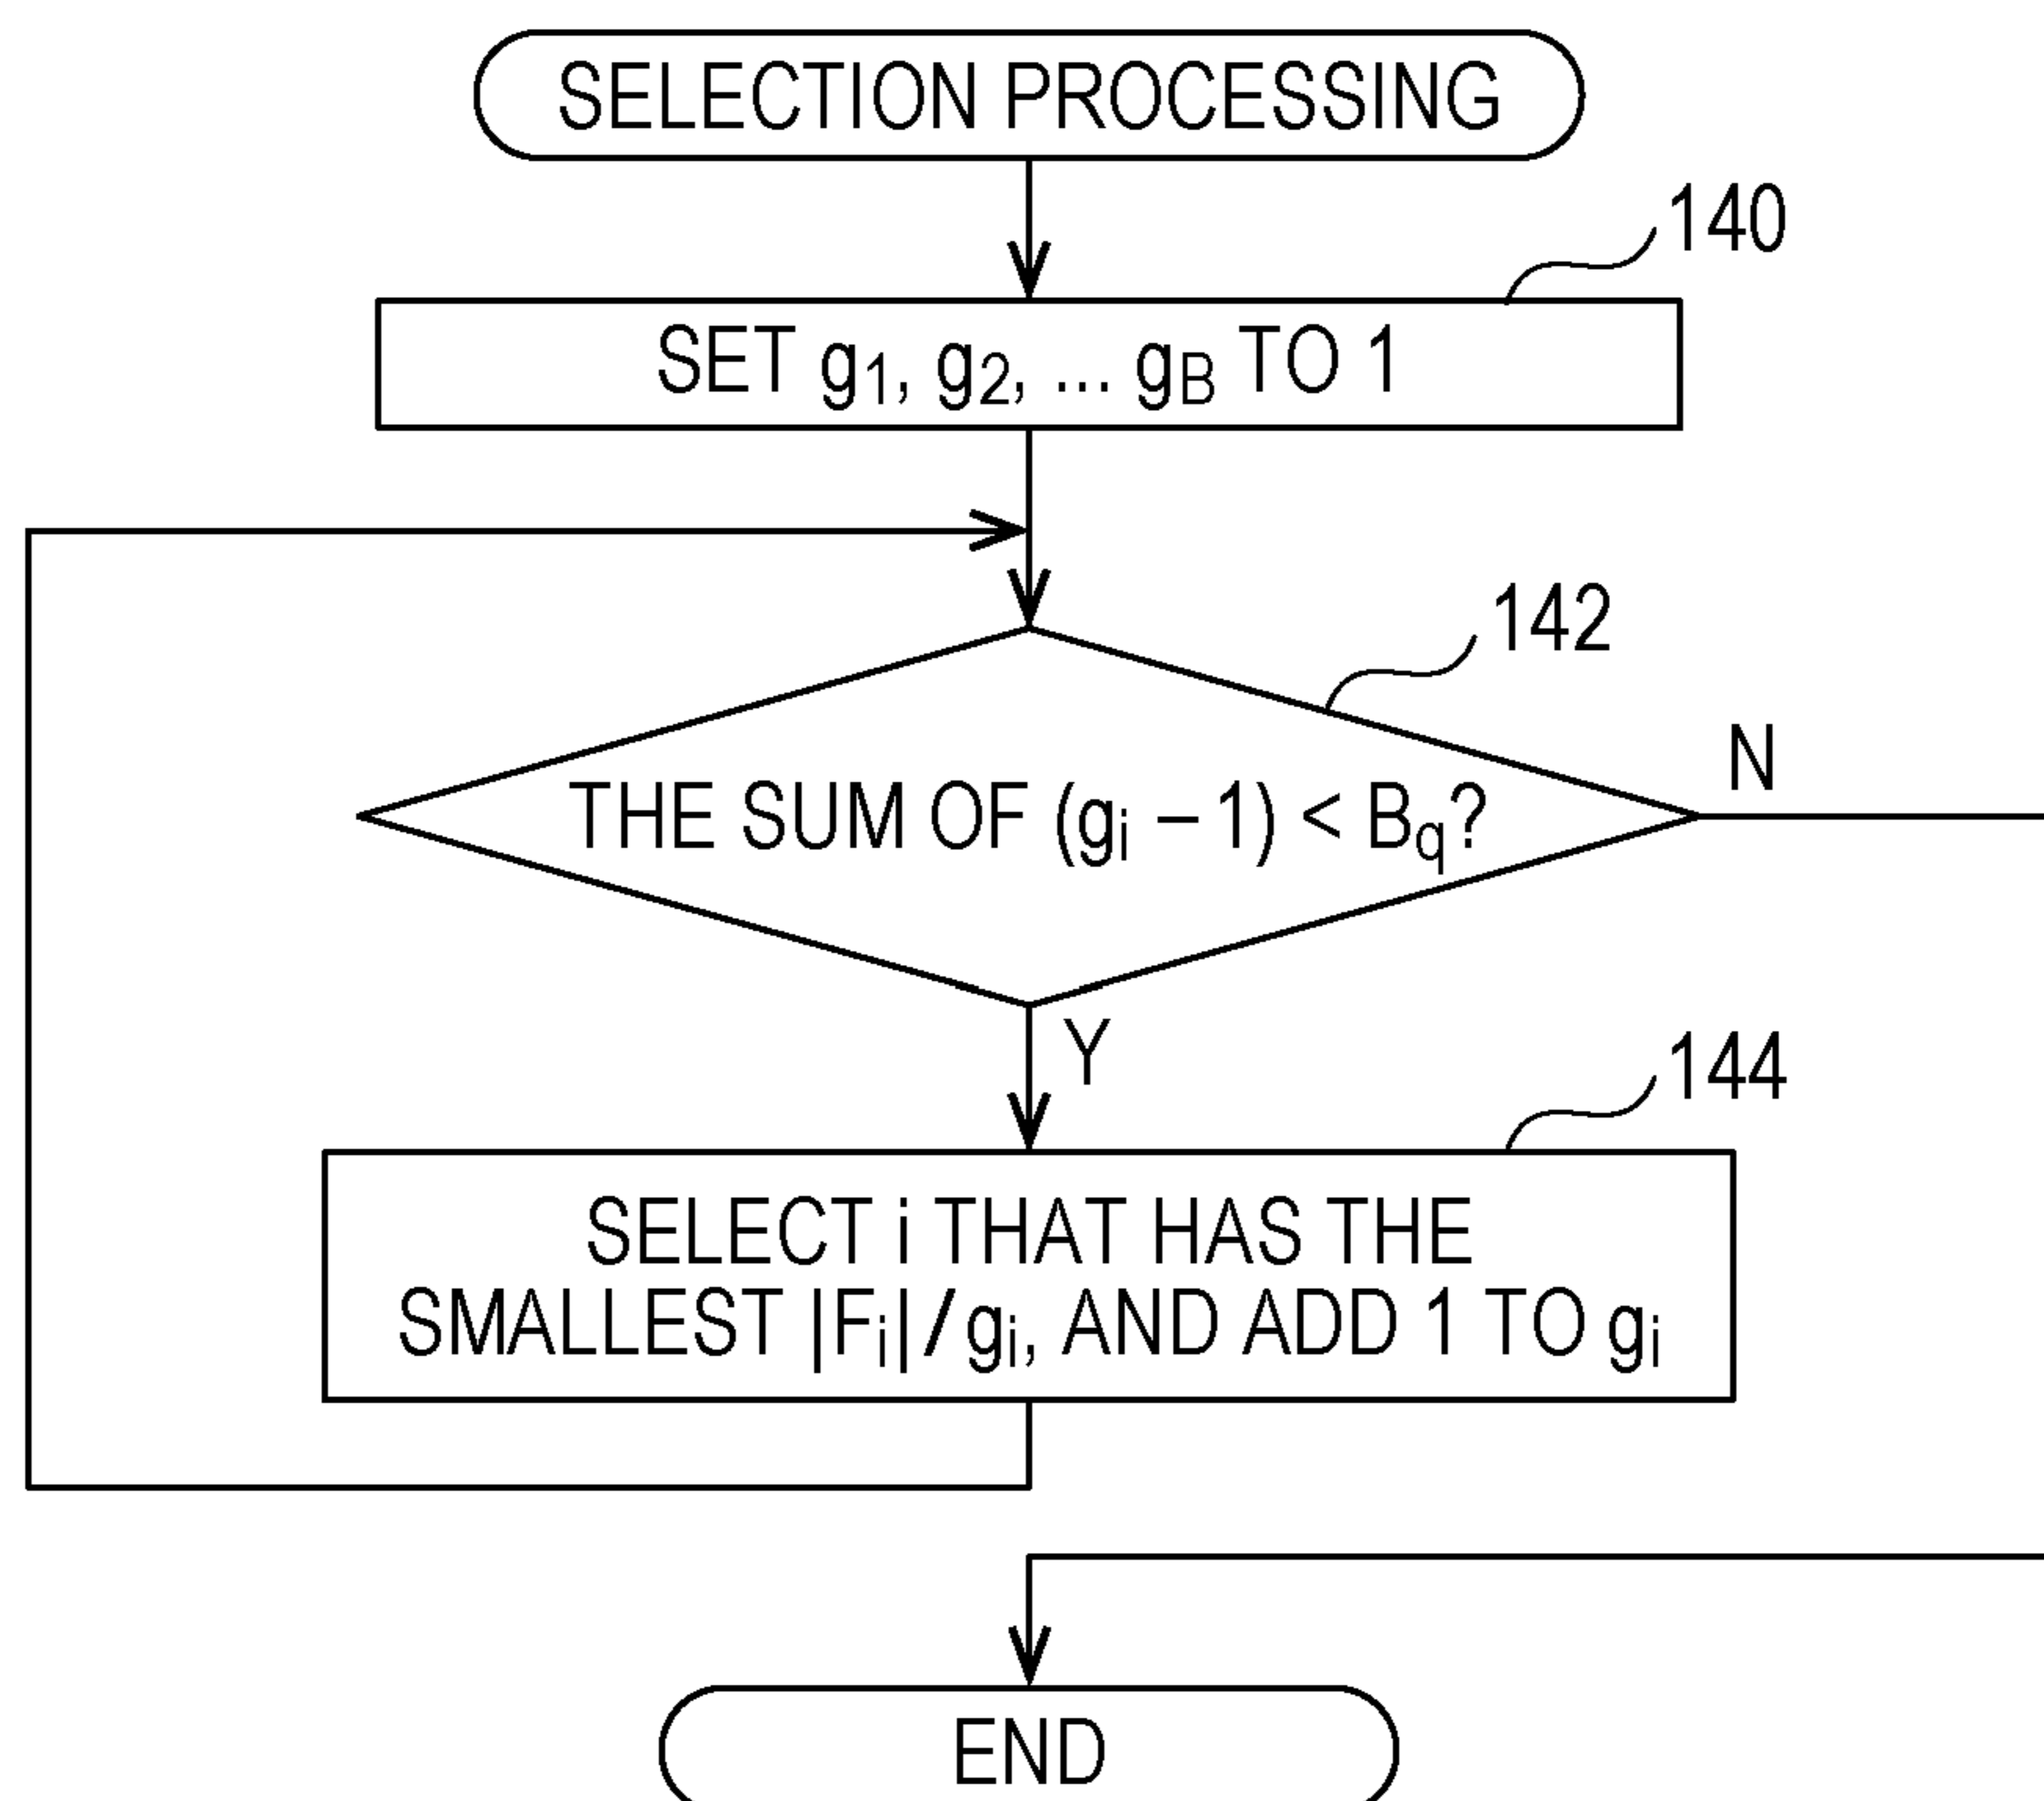 SELECTION PROCESSING
140
SET g1, g2, ... gB TO 1
142
THE SUM OF (gi – 1) < Bq?
N
Y
144
SELECT i THAT HAS THE
SMALLEST |Fi| / gi, AND ADD 1 TO gi
END